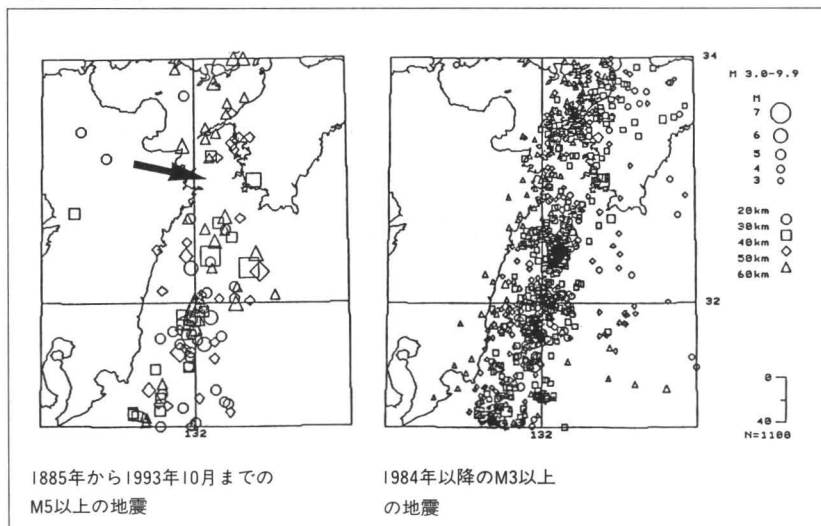 34
M 3.0-9.9
M
7
6
5
4
3
20km
30km
40km
50km
60km
32
0
40
N=1100
132
132
1885年から1993年10月までの
M5以上の地震
1984年以降のM3以上
の地震